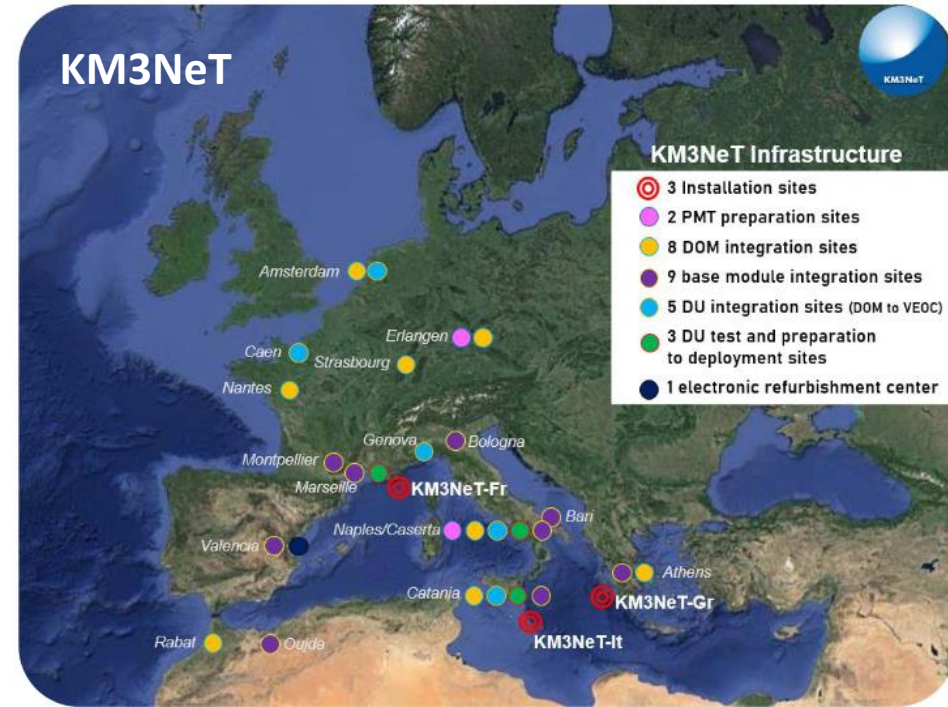 KM3NeT
KM3NeT
KM3NeT Infrastructure
3 Installation sites
2 PMT preparation sites
8 DOM integration sites
9 base module integration sites
5 DU integration sites (DOM to VEOC)
3 DU test and preparation
to deployment sites
1 electronic refurbishment center
Amsterdam
Erlangen
Caen
Strasbourg
Nantes
Genova
Bologna
Montpellier
Marseille
KM3NeT-Fr
Bari
Naples/Caserta
Valencia
Athens
Catania
KM3NeT-Gr
KM3NeT-It
Rabat
Oujda